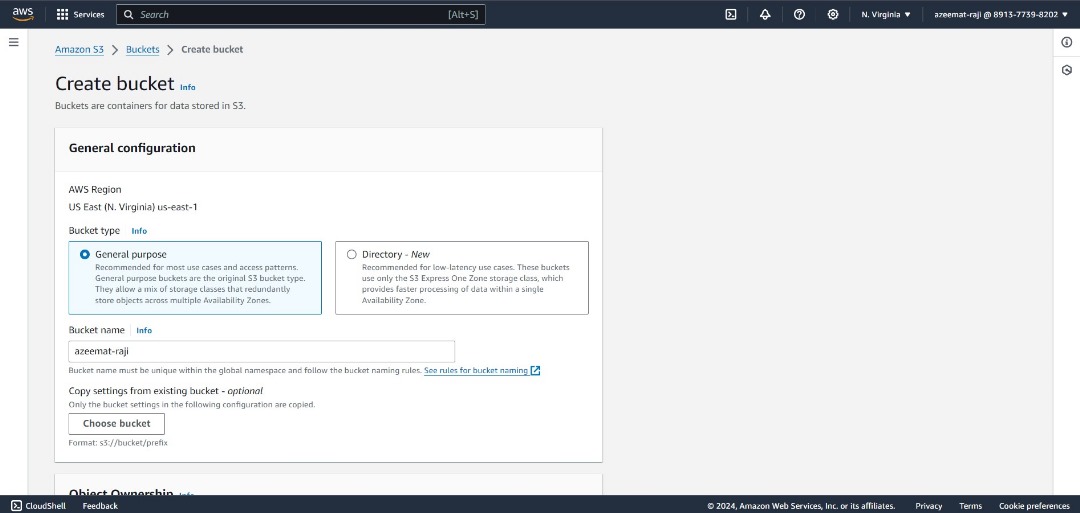 aws Services Search [Alt+S] N. Virginia ▼ azeemat-raji @ 8913-7739-8202 ▼
Amazon S3 > Buckets > Create bucket
Create bucket Info
Buckets are containers for data stored in S3.
General configuration
AWS Region
US East (N. Virginia) us-east-1
Bucket type Info
General purpose
Recommended for most use cases and access patterns.
General purpose buckets are the original S3 bucket type.
They allow a mix of storage classes that redundantly
store objects across multiple Availability Zones.
Directory - New
Recommended for low-latency use cases. These buckets
use only the S3 Express One Zone storage class, which
provides faster processing of data within a single
Availability Zone.
Bucket name Info
azeemat-raji
Bucket name must be unique within the global namespace and follow the bucket naming rules. See rules for bucket naming
Copy settings from existing bucket - optional
Only the bucket settings in the following configuration are copied.
Choose bucket
Format: s3://bucket/prefix
Object Ownership Info
CloudShell Feedback © 2024, Amazon Web Services, Inc. or its affiliates. Privacy Terms Cookie preferences